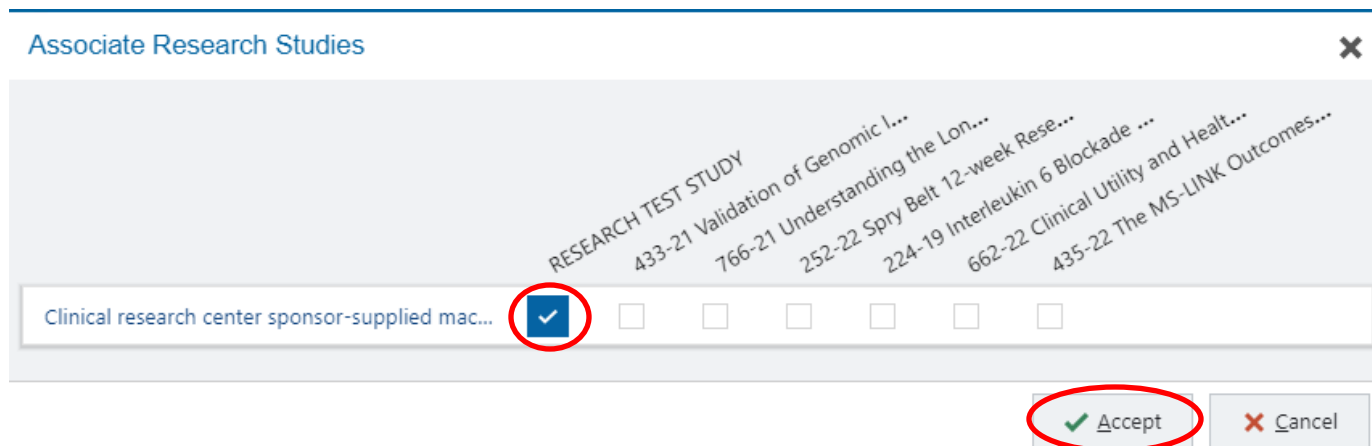 Associate Research Studies
RESEARCH TEST STUDY
433-21 Validation of Genomic I...
766-21 Understanding the Lon...
252-22 Spry Belt 12-week Rese...
224-19 Interleukin 6 Blockade ...
662-22 Clinical Utility and Healt...
435-22 The MS-LINK Outcomes...
Clinical research center sponsor-supplied mac...
Accept
Cancel